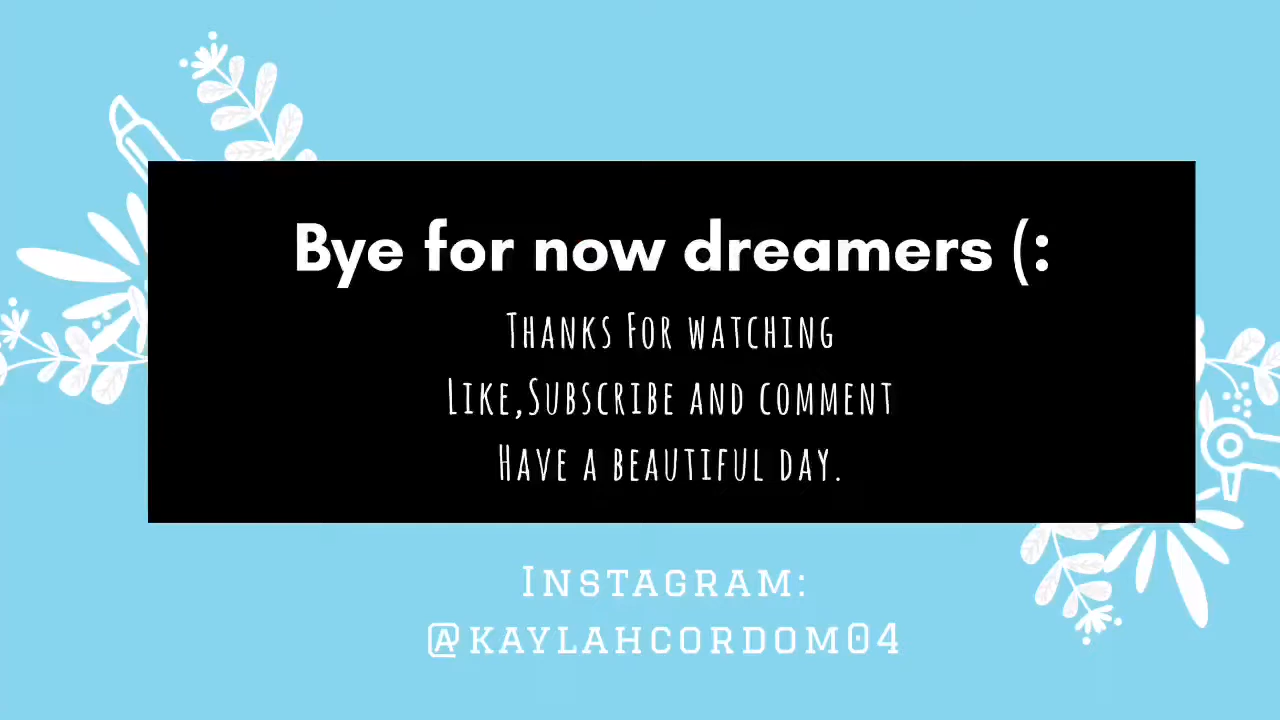 Bye for now dreamers (:
Thanks For watching
Like,Subscribe and comment
Have a beautiful day.
Instagram:
@kaylahcordom04